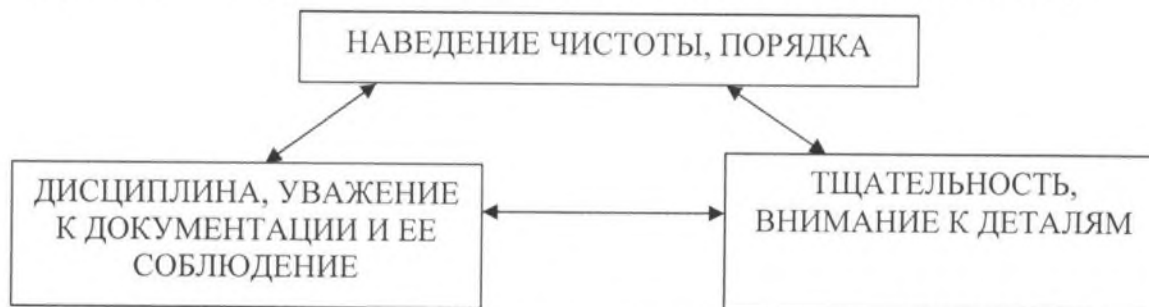 НАВЕДЕНИЕ ЧИСТОТЫ, ПОРЯДКА
ДИСЦИПЛИНА, УВАЖЕНИЕ
К ДОКУМЕНТАЦИИ И ЕЕ
СОБЛЮДЕНИЕ
ТЩАТЕЛЬНОСТЬ,
ВНИМАНИЕ К ДЕТАЛЯМ